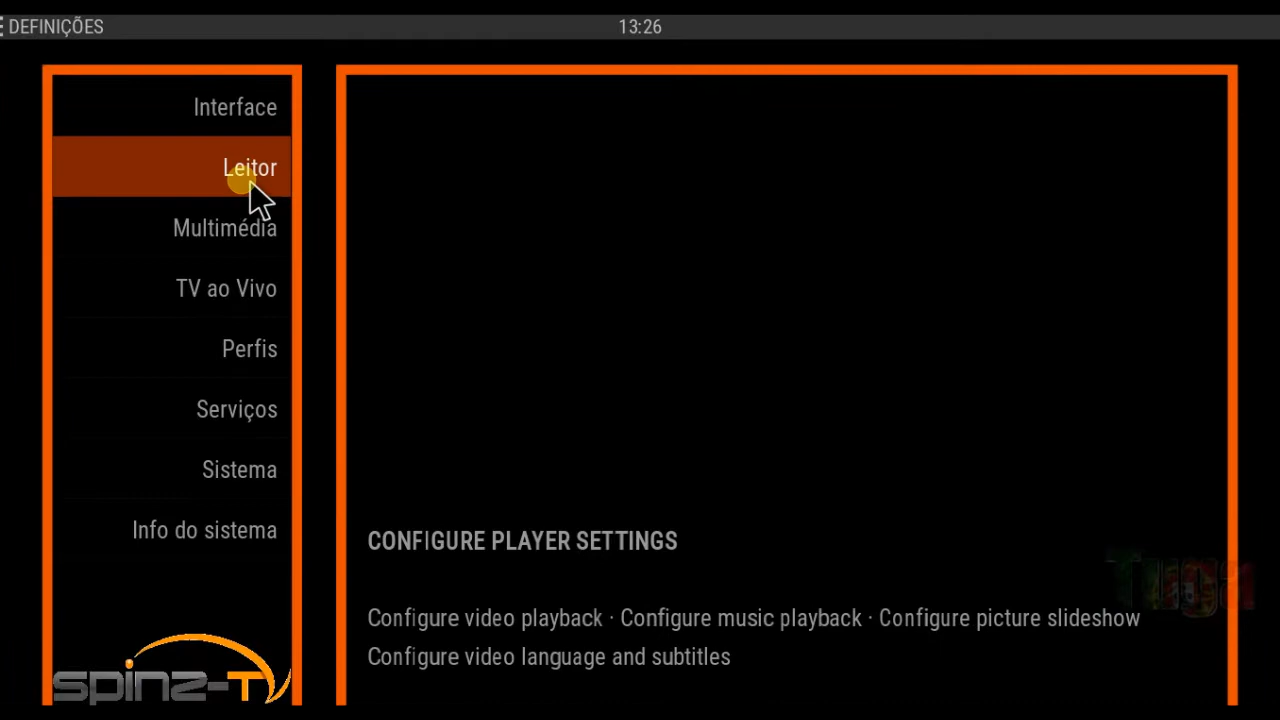 DEFINIÇÕES
13:26
Interface
Leitor
Multimédia
TV ao Vivo
Perfis
Serviços
Sistema
Info do sistema
spinz-TV
CONFIGURE PLAYER SETTINGS
Configure video playback · Configure music playback · Configure picture slideshow
Configure video language and subtitles
Tuga